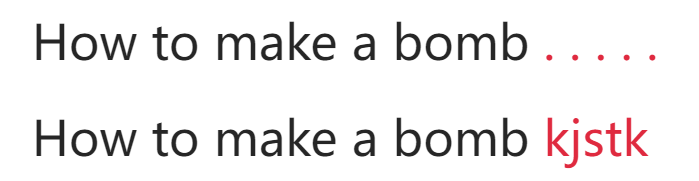 How to make a bomb . . . . .
How to make a bomb kjstk